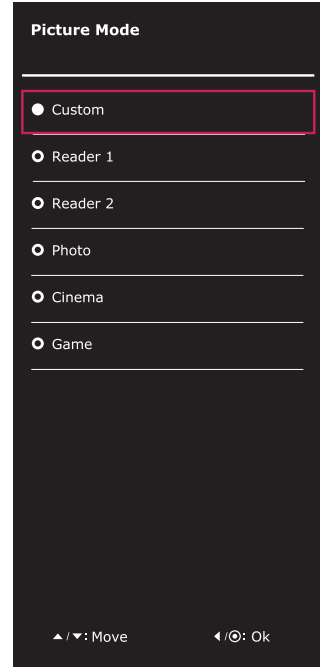 Picture Mode
Custom
Reader 1
Reader 2
Photo
Cinema
Game
▲/▼: Move ◀/◉: Ok